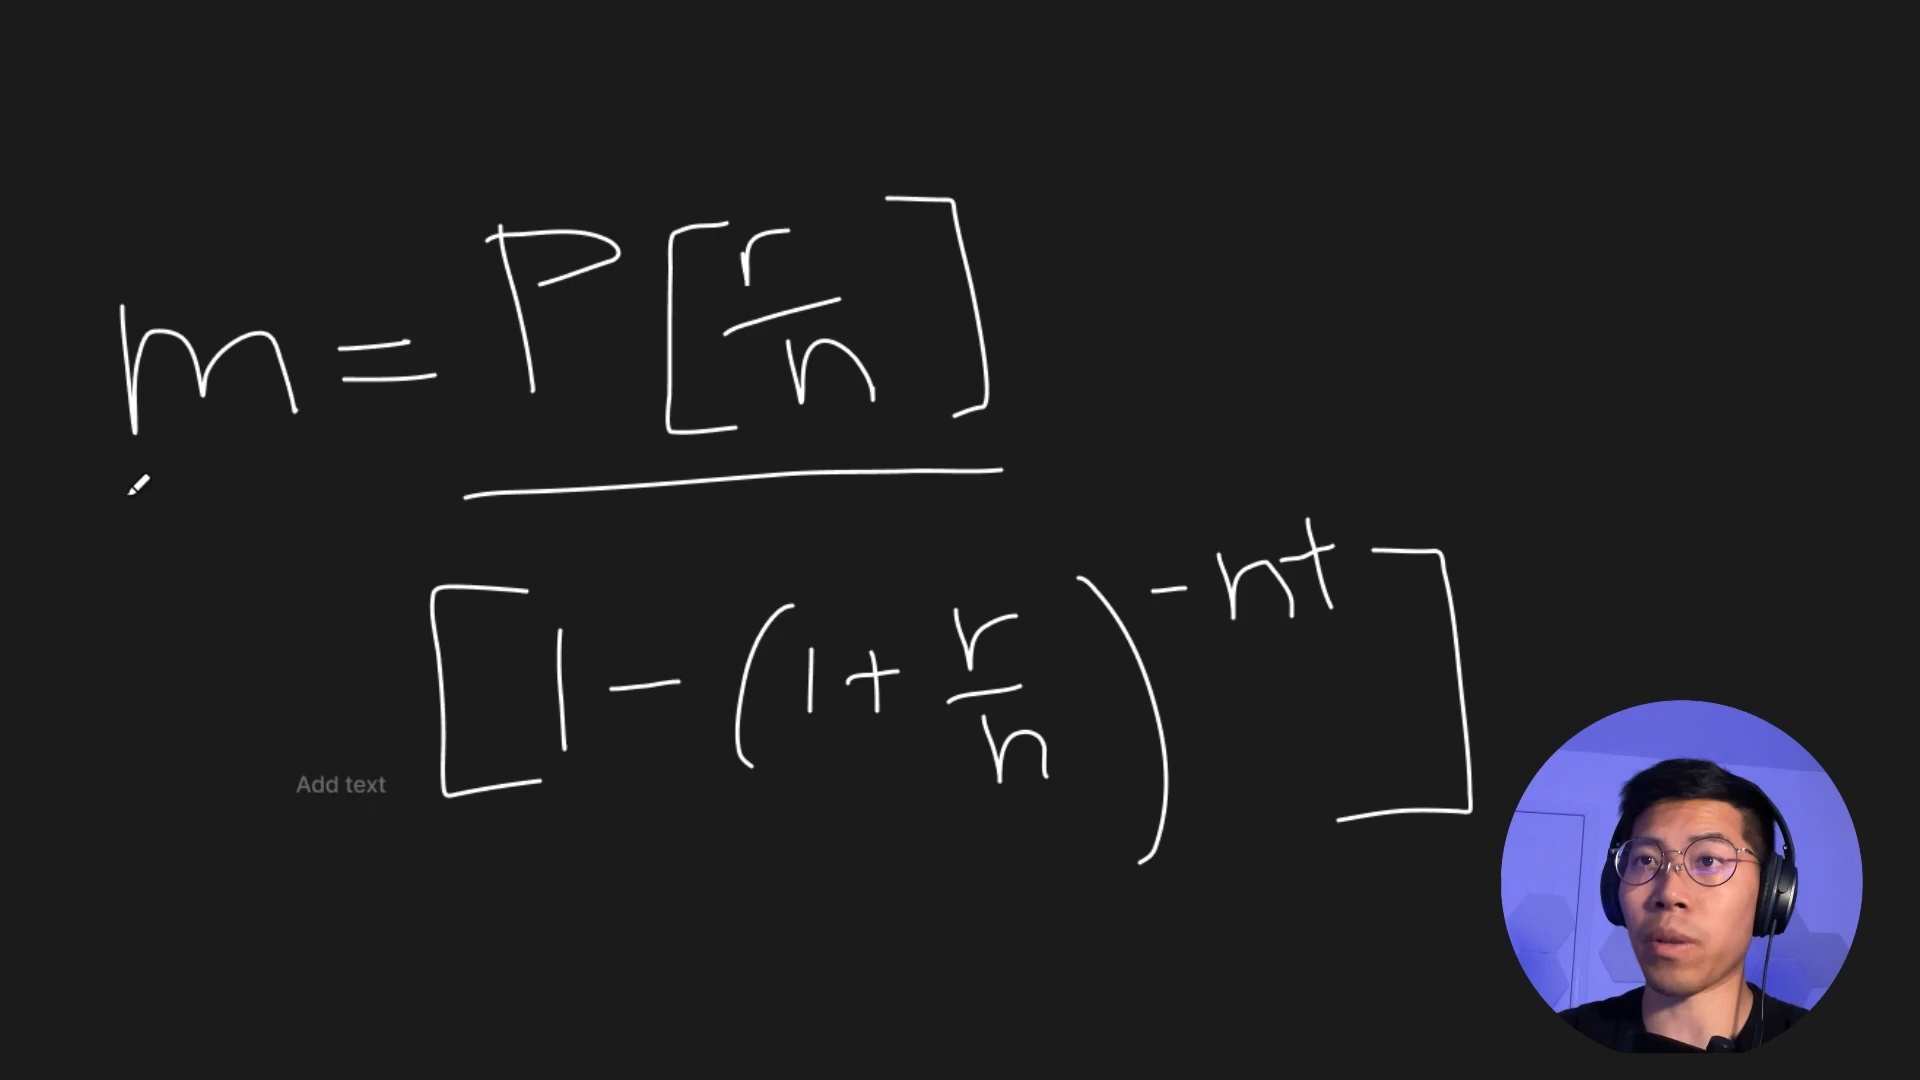 m = P [ r/n ]
[ 1 - ( 1 + r/n ) ^ - nt ]
Add text